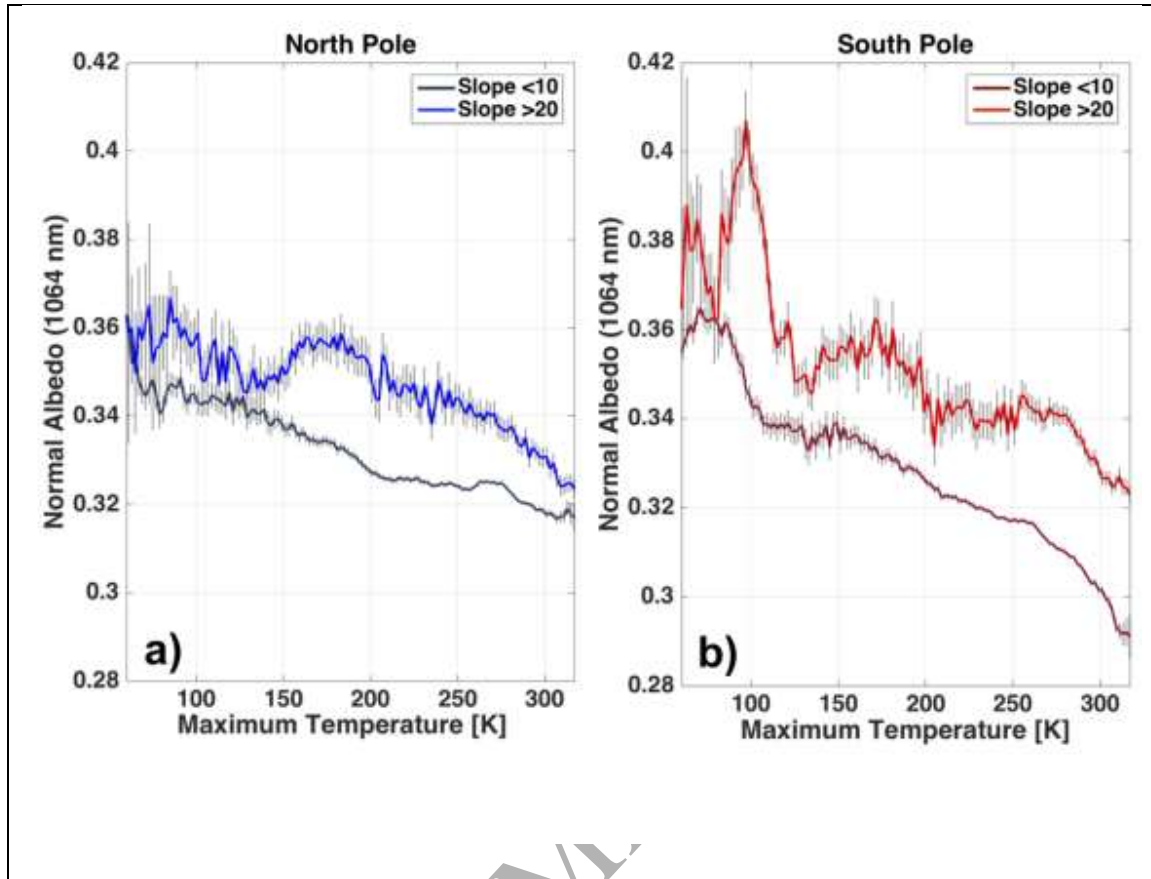 North Pole
0.42
0.4
0.38
0.36
0.34
0.32
0.3
0.28
Normal Albedo (1064 nm)
Slope <10
Slope >20
a)
100 150 200 250 300
Maximum Temperature [K]
South Pole
0.42
0.4
0.38
0.36
0.34
0.32
0.3
0.28
Normal Albedo (1064 nm)
Slope <10
Slope >20
b)
100 150 200 250 300
Maximum Temperature [K]